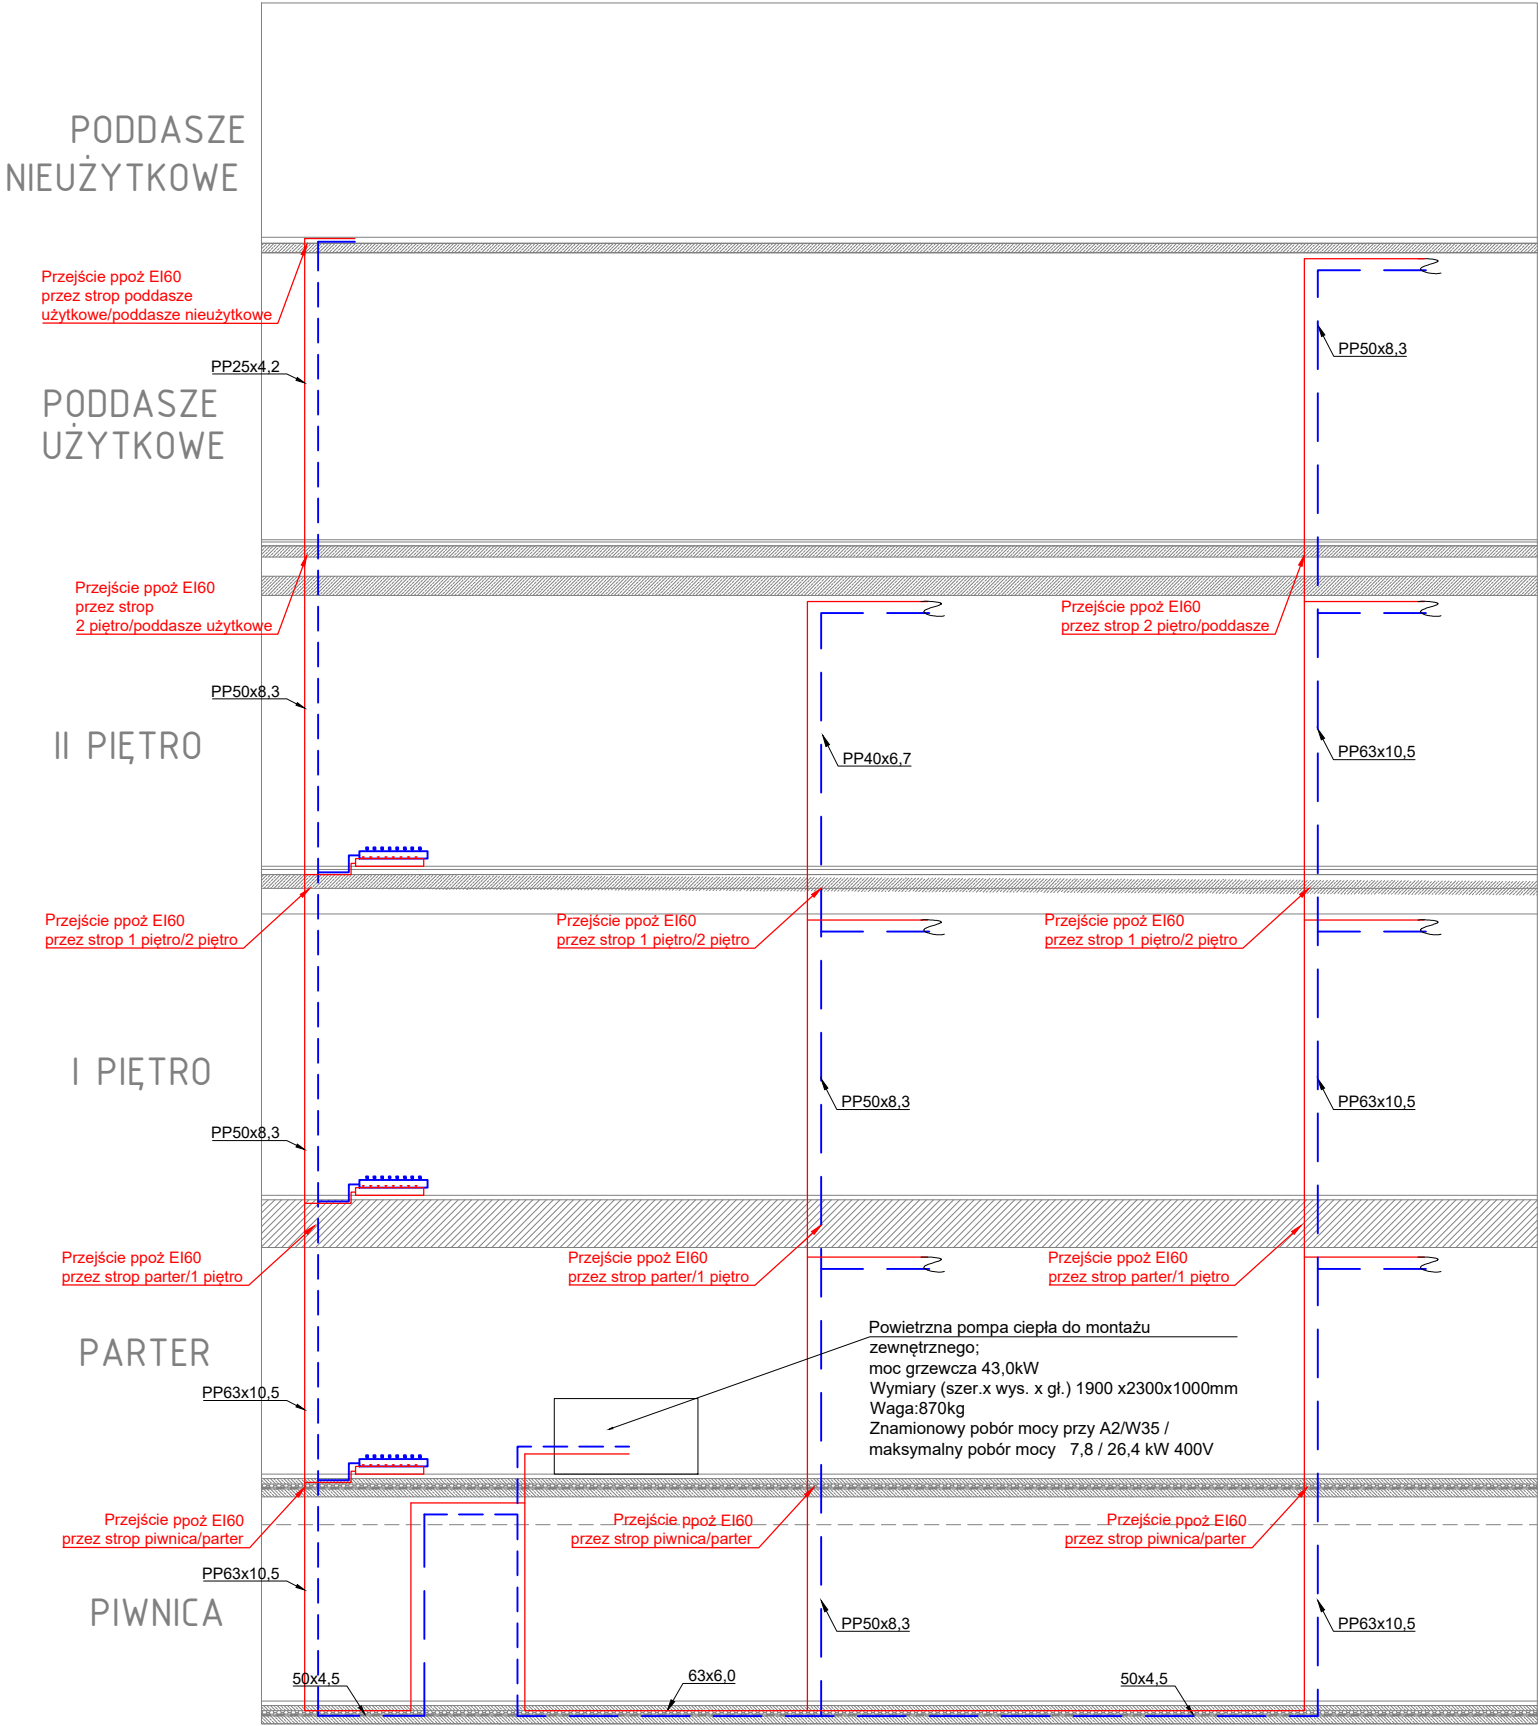 PODDASZE
NIEUŻYTKOWE
Przejście ppoż EI60
przez strop poddasze
użytkowe/poddasze nieużytkowe
PP50x8,3
PP25x4,2
PODDASZE
UŻYTKOWE
Przejście ppoż EI60
przez strop
2 piętro/poddasze użytkowe
Przejście ppoż EI60
przez strop 2 piętro/poddasze
PP50x8,3
II PIĘTRO
PP40x6,7
PP63x10,5
Przejście ppoż EI60
przez strop 1 piętro/2 piętro
Przejście ppoż EI60
przez strop 1 piętro/2 piętro
Przejście ppoż EI60
przez strop 1 piętro/2 piętro
I PIĘTRO
PP50x8,3
PP63x10,5
PP50x8,3
Przejście ppoż EI60
przez strop parter/1 piętro
Przejście ppoż EI60
przez strop parter/1 piętro
Przejście ppoż EI60
przez strop parter/1 piętro
PARTER
Powietrzna pompa ciepła do montażu
zewnętrznego;
moc grzewcza 43,0kW
Wymiary (szer.x wys. x gł.) 1900 x2300x1000mm
Waga:870kg
Znamionowy pobór mocy przy A2/W35 /
maksymalny pobór mocy 7,8 / 26,4 kW 400V
PP63x10,5
Przejście ppoż EI60
przez strop piwnica/parter
Przejście ppoż EI60
przez strop piwnica/parter
Przejście ppoż EI60
przez strop piwnica/parter
PP63x10,5
PIWNICA
PP50x8,3
PP63x10,5
50x4,5
63x6,0
50x4,5